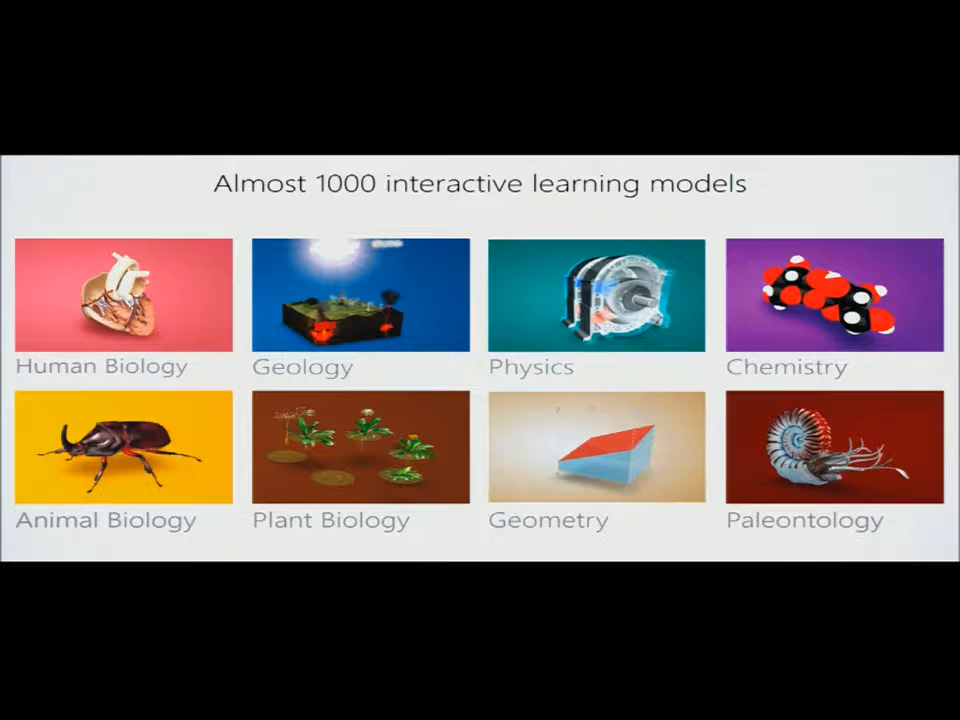 Almost 1000 interactive learning models
Human Biology
Geology
Physics
Chemistry
Animal Biology
Plant Biology
Geometry
Paleontology